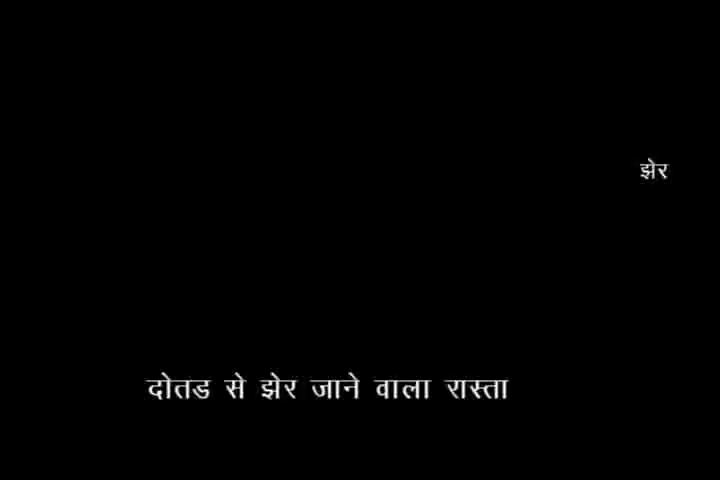 झेर
दोतड से झेर जाने वाला रास्ता